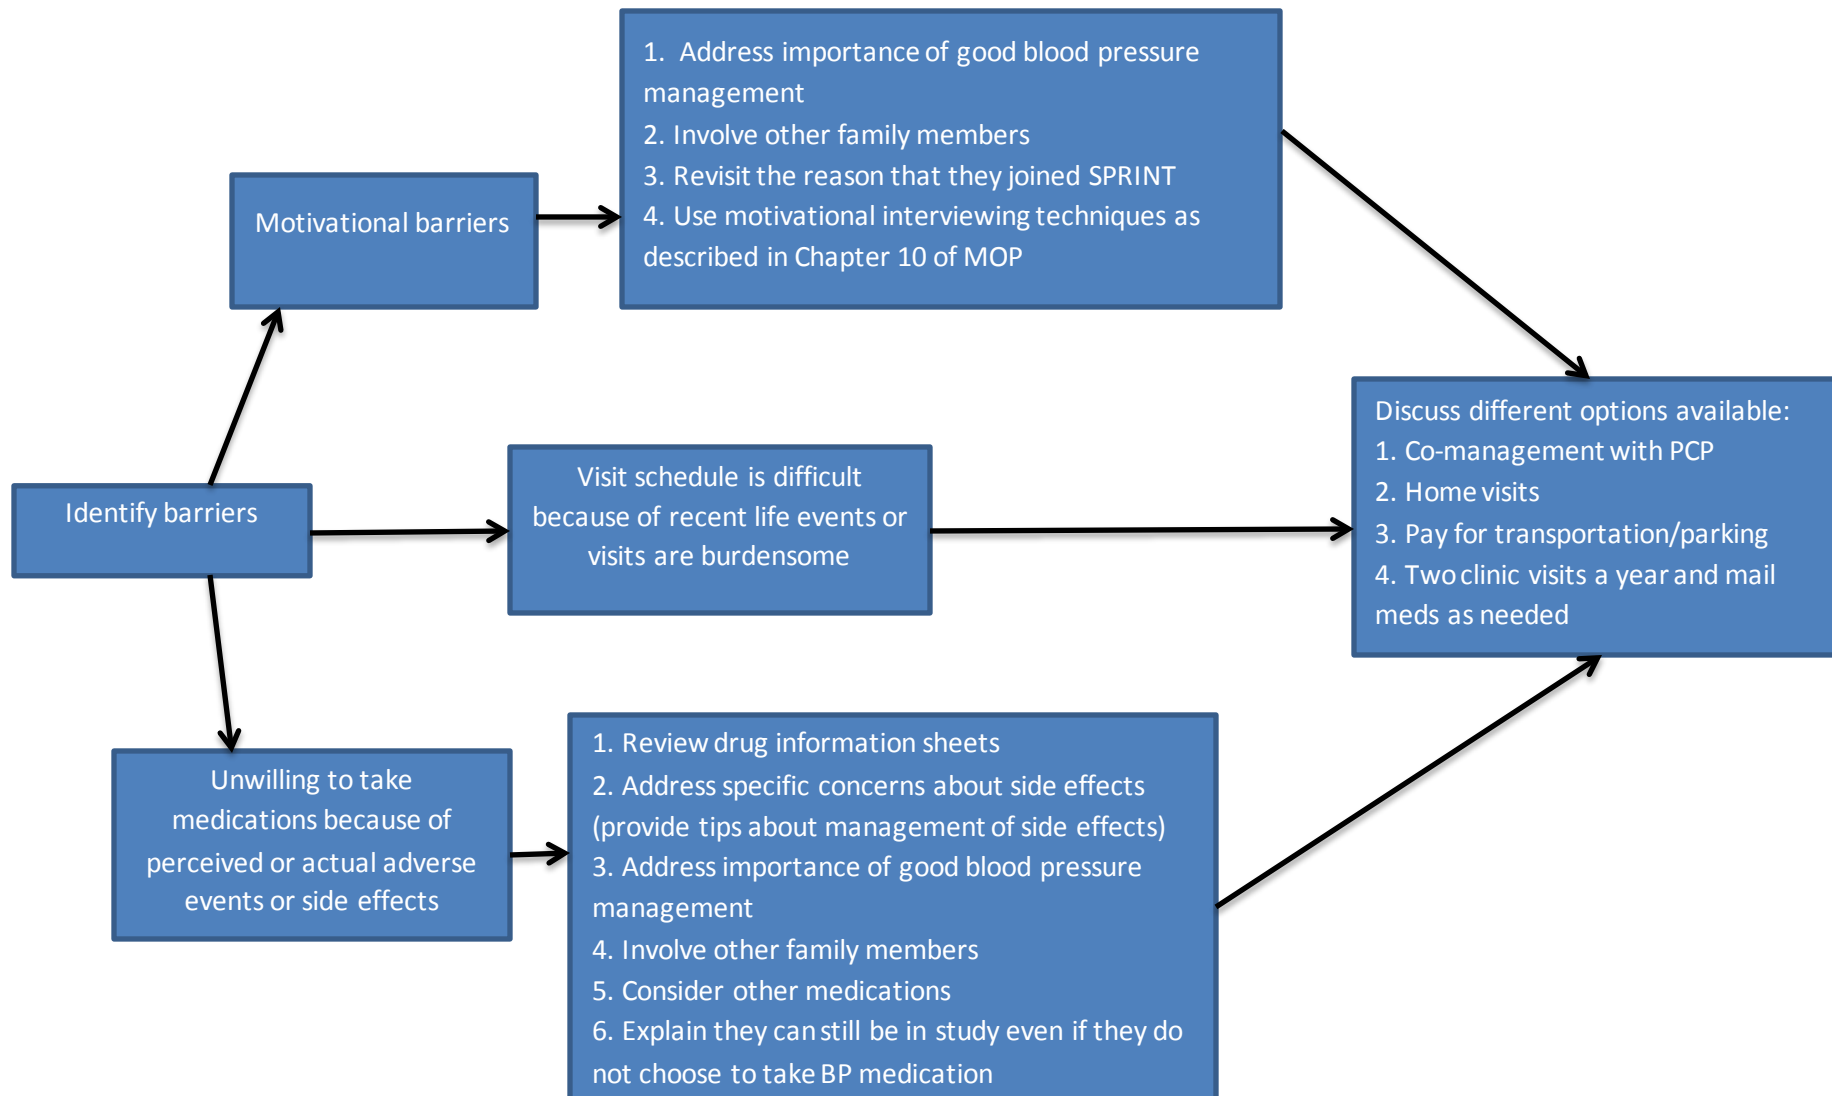 1. Address importance of good blood pressure
management
2. Involve other family members
3. Revisit the reason that they joined SPRINT
4. Use motivational interviewing techniques as
described in Chapter 10 of MOP
Motivational barriers
Discuss different options available:
1. Co-management with PCP
2. Home visits
3. Pay for transportation/parking
4. Two clinic visits a year and mail
meds as needed
Visit schedule is difficult
because of recent life events or
visits are burdensome
Identify barriers
Unwilling to take
medications because of
perceived or actual adverse
events or side effects
1. Review drug information sheets
2. Address specific concerns about side effects
(provide tips about management of side effects)
3. Address importance of good blood pressure
management
4. Involve other family members
5. Consider other medications
6. Explain they can still be in study even if they do
not choose to take BP medication